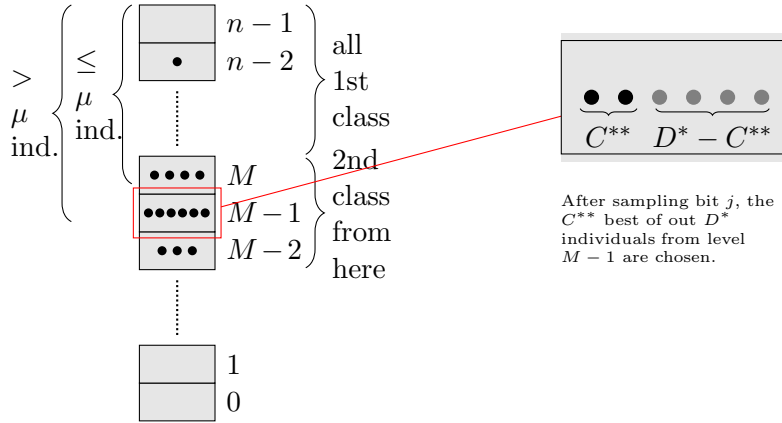 >
μ
ind.
≤
μ
ind.
n − 1
n − 2
M
M − 1
M − 2
1
0
all
1st
class
2nd
class
from
here
C** D* − C**
After sampling bit j, the
C** best of out D*
individuals from level
M − 1 are chosen.